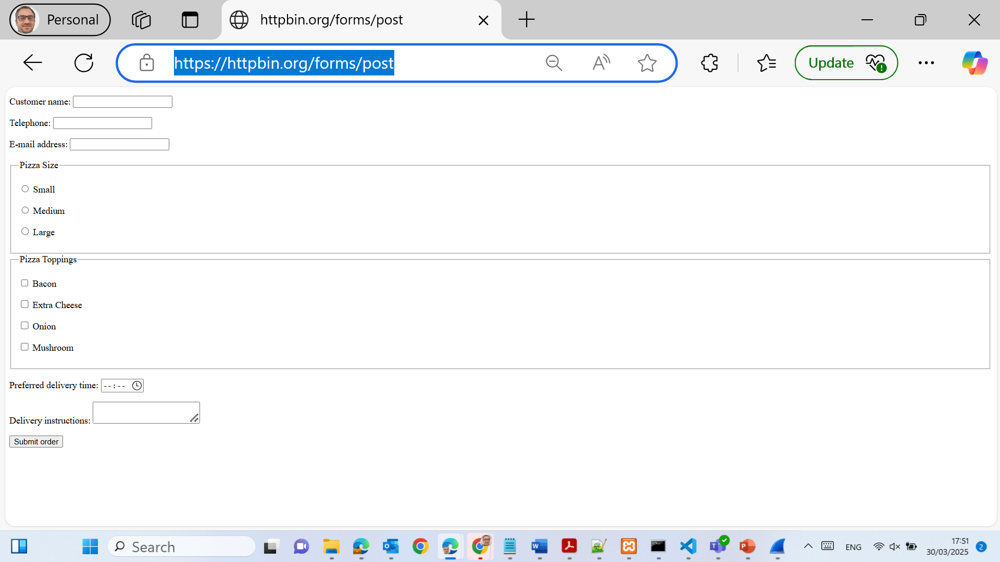 Personal
httpbin.org/forms/post
https://httpbin.org/forms/post
Update
Customer name:
Telephone:
E-mail address:
Pizza Size
Small
Medium
Large
Pizza Toppings
Bacon
Extra Cheese
Onion
Mushroom
Preferred delivery time: --:--
Delivery instructions:
Submit order
Search
ENG
17:51
30/03/2025
2